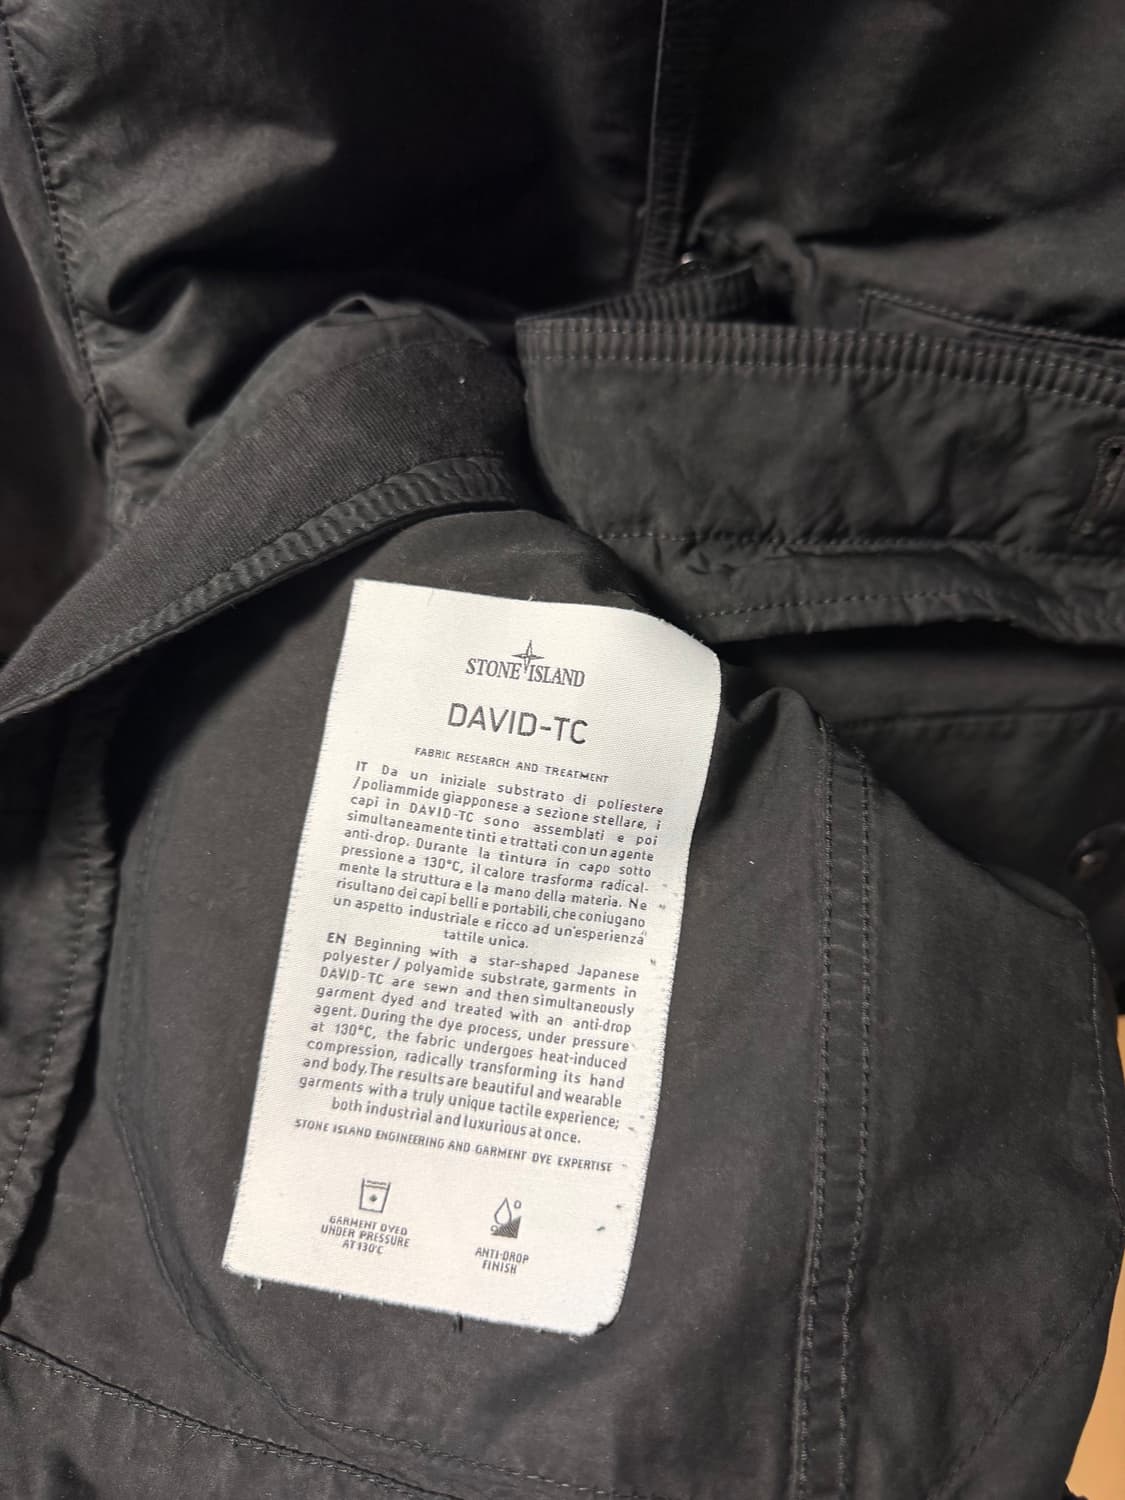 STONE ISLAND
DAVID-TC
FABRIC RESEARCH AND TREATMENT
IT Da un iniziale substrato di poliestere
/poliammide giapponese a sezione stellare, i
capi in DAVID-TC sono assemblati e poi
simultaneamente tinti e trattati con un agente
anti-drop. Durante la tintura in capo sotto
pressione a 130°C, il calore trasforma radical-
mente la struttura e la mano della materia. Ne
risultano dei capi belli e portabili, che coniugano
un aspetto industriale e ricco ad un'esperienza
tattile unica.
EN Beginning with a star-shaped Japanese
polyester / polyamide substrate, garments in
DAVID-TC are sewn and then simultaneously
garment dyed and treated with an anti-drop
agent. During the dye process, under pressure
at 130°C, the fabric undergoes heat-induced
compression, radically transforming its hand
and body. The results are beautiful and wearable
garments with a truly unique tactile experience;
both industrial and luxurious at once.
STONE ISLAND ENGINEERING AND GARMENT DYE EXPERTISE
GARMENT DYED
UNDER PRESSURE
AT 130°C
ANTI-DROP
FINISH